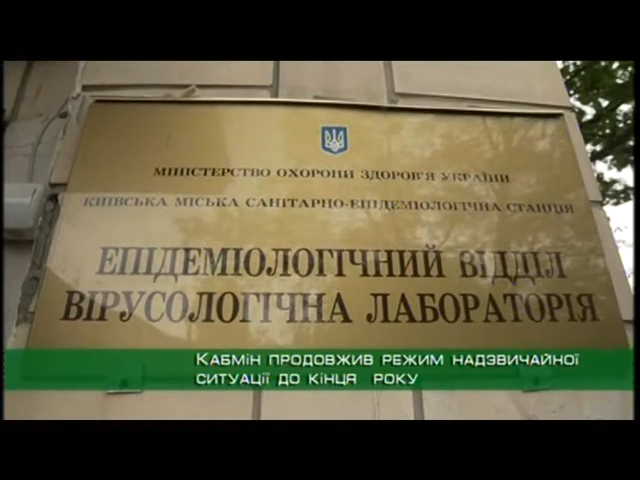 МІНІСТЕРСТВО ОХОРОНИ ЗДОРОВ'Я УКРАЇНИ
КИЇВСЬКА МІСЬКА САНІТАРНО-ЕПІДЕМІОЛОГІЧНА СТАНЦІЯ
ЕПІДЕМІОЛОГІЧНИЙ ВІДДІЛ
ВІРУСОЛОГІЧНА ЛАБОРАТОРІЯ
Кабмін продовжив режим надзвичайної
ситуації до кінця року